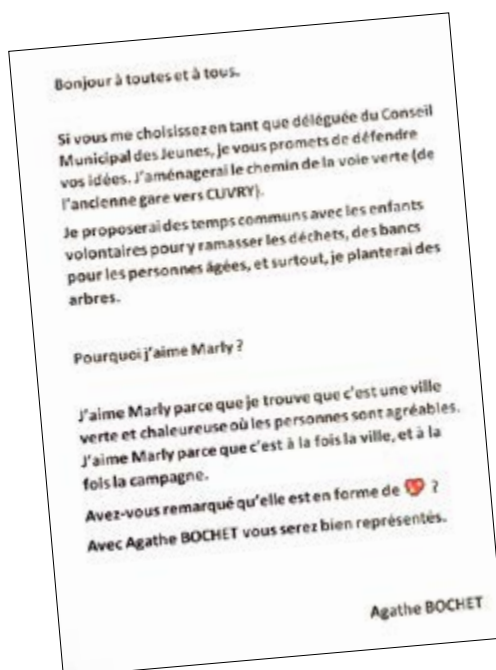 Bonjour à toutes et à tous.
Si vous me choisissez en tant que déléguée du Conseil
Municipal des Jeunes, je vous promets de défendre
vos idées. J'aménagerai le chemin de la voie verte (de
l'ancienne gare vers CUVRY).
Je proposerai des temps communs avec les enfants
volontaires pour y ramasser les déchets, des bancs
pour les personnes âgées, et surtout, je planterai des
arbres.
Pourquoi j'aime Marly ?
J'aime Marly parce que je trouve que c'est une ville
verte et chaleureuse où les personnes sont agréables.
J'aime Marly parce que c'est à la fois la ville, et à la
fois la campagne.
Avez-vous remarqué qu'elle est en forme de ❤ ?
Avec Agathe BOCHET vous serez bien représentés.
Agathe BOCHET